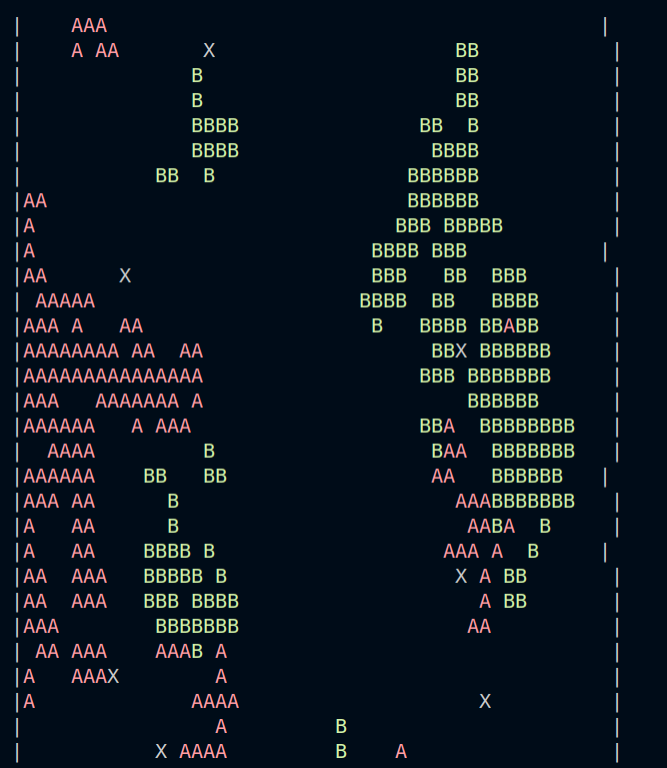 |    AAA                                         |
|    A AA       X                    BB           |
|              B                     BB           |
|              B                     BB           |
|              BBBB               BB  B           |
|              BBBB                BBBB           |
|           BB  B                BBBBBB           |
|AA                              BBBBBB           |
|A                              BBB BBBBB         |
|A                            BBBB BBB           |
|AA      X                    BBB   BB  BBB       |
| AAAAA                      BBBB  BB   BBBB      |
|AAA A   AA                   B   BBBB BBABB      |
|AAAAAAAA AA  AA                   BBX BBBBBB     |
|AAAAAAAAAAAAAAA                  BBB BBBBBBB     |
|AAA   AAAAAAA A                      BBBBBB      |
|AAAAAA   A AAA                   BBA  BBBBBBBB   |
|  AAAA         B                  BAA  BBBBBBB   |
|AAAAAA    BB   BB                 AA   BBBBBB   |
|AAA AA      B                       AAABBBBBBB   |
|A   AA      B                        AABA  B     |
|A   AA    BBBB B                   AAA A  B     |
|AA  AAA   BBBBB B                   X A BB       |
|AA  AAA   BBB BBBB                    A BB       |
|AAA        BBBBBBB                   AA          |
| AA AAA    AAAB A                                |
|A   AAAX        A                                |
|A             AAAA                    X          |
|                A         B                      |
|           X AAAA         B    A                 |